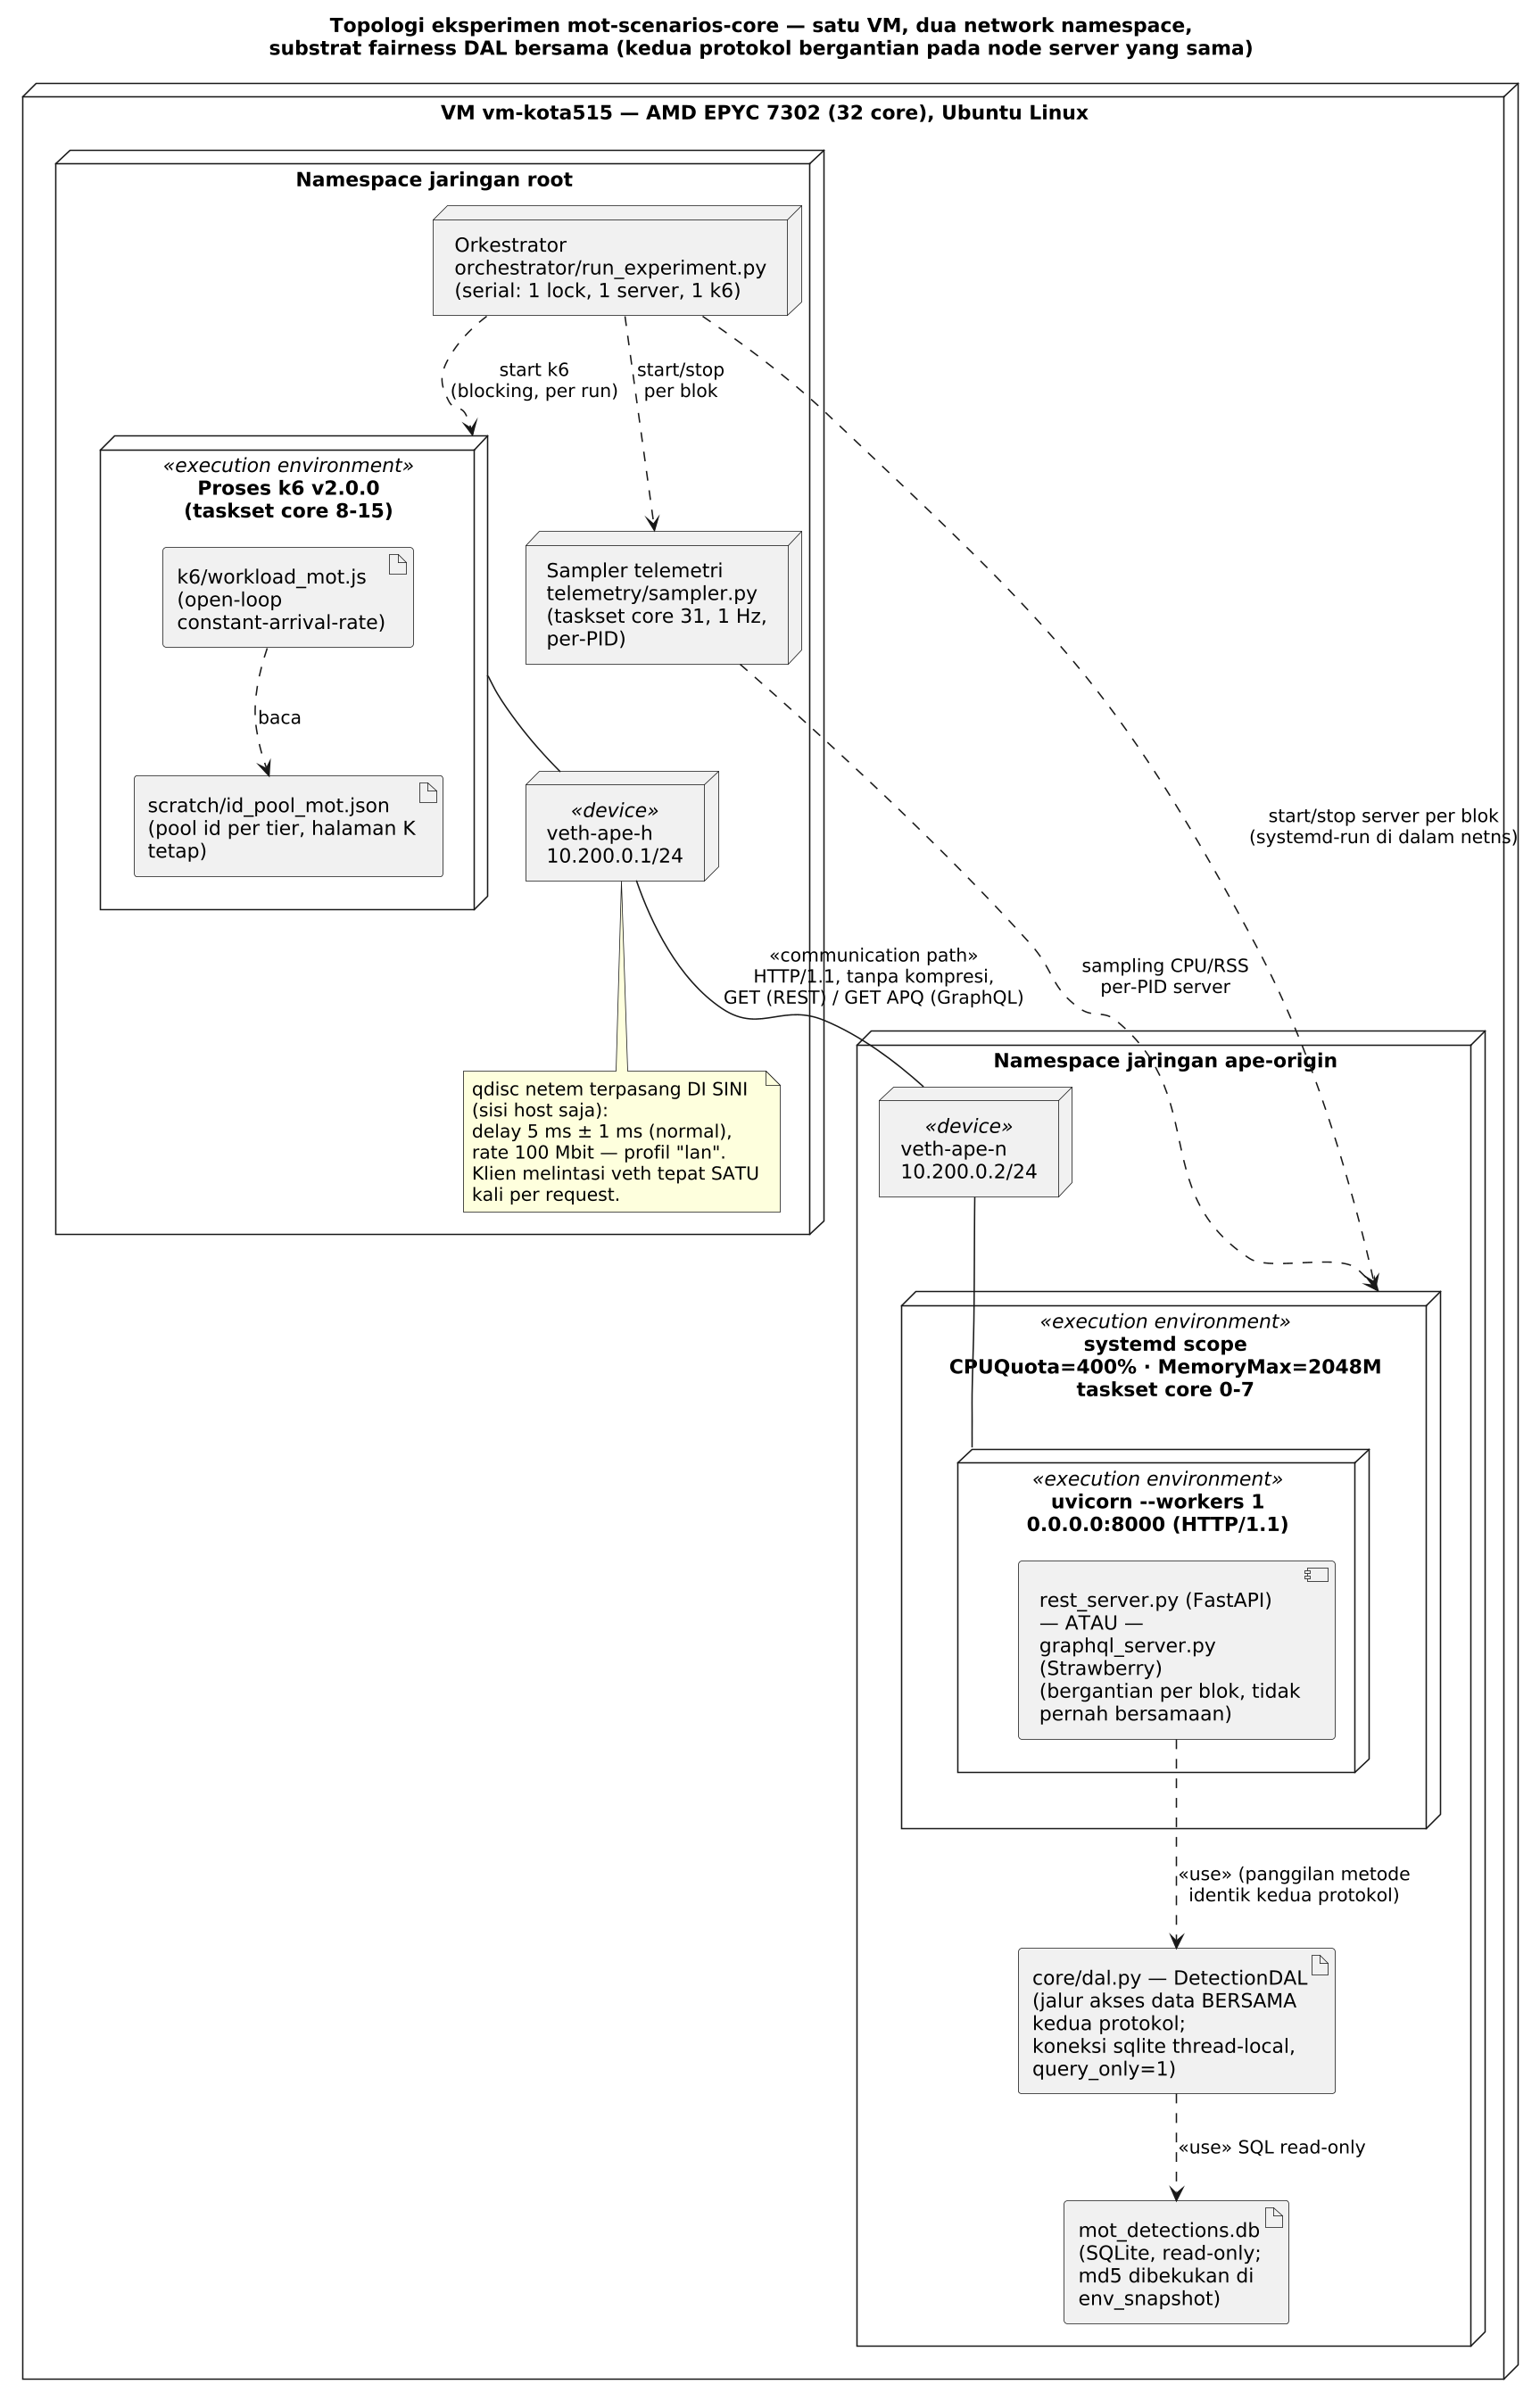 Topologi eksperimen mot-scenarios-core — satu VM, dua network namespace,
substrat fairness DAL bersama (kedua protokol bergantian pada node server yang sama)
VM vm-kota515 — AMD EPYC 7302 (32 core), Ubuntu Linux
Namespace jaringan root
Orkestrator
orchestrator/run_experiment.py
(serial: 1 lock, 1 server, 1 k6)
start k6
(blocking, per run)
start/stop
per blok
«execution environment»
Proses k6 v2.0.0
(taskset core 8-15)
k6/workload_mot.js
(open-loop
constant-arrival-rate)
baca
scratch/id_pool_mot.json
(pool id per tier, halaman K
tetap)
Sampler telemetri
telemetry/sampler.py
(taskset core 31, 1 Hz,
per-PID)
«device»
veth-ape-h
10.200.0.1/24
start/stop server per blok
(systemd-run di dalam netns)
«communication path»
HTTP/1.1, tanpa kompresi,
GET (REST) / GET APQ (GraphQL)
sampling CPU/RSS
per-PID server
qdisc netem terpasang DI SINI
(sisi host saja):
delay 5 ms ± 1 ms (normal),
rate 100 Mbit — profil "lan".
Klien melintasi veth tepat SATU
kali per request.
Namespace jaringan ape-origin
«device»
veth-ape-n
10.200.0.2/24
«execution environment»
systemd scope
CPUQuota=400% · MemoryMax=2048M
taskset core 0-7
«execution environment»
uvicorn --workers 1
0.0.0.0:8000 (HTTP/1.1)
rest_server.py (FastAPI)
— ATAU —
graphql_server.py
(Strawberry)
(bergantian per blok, tidak
pernah bersamaan)
«use» (panggilan metode
identik kedua protokol)
core/dal.py — DetectionDAL
(jalur akses data BERSAMA
kedua protokol;
koneksi sqlite thread-local,
query_only=1)
«use» SQL read-only
mot_detections.db
(SQLite, read-only;
md5 dibekukan di
env_snapshot)